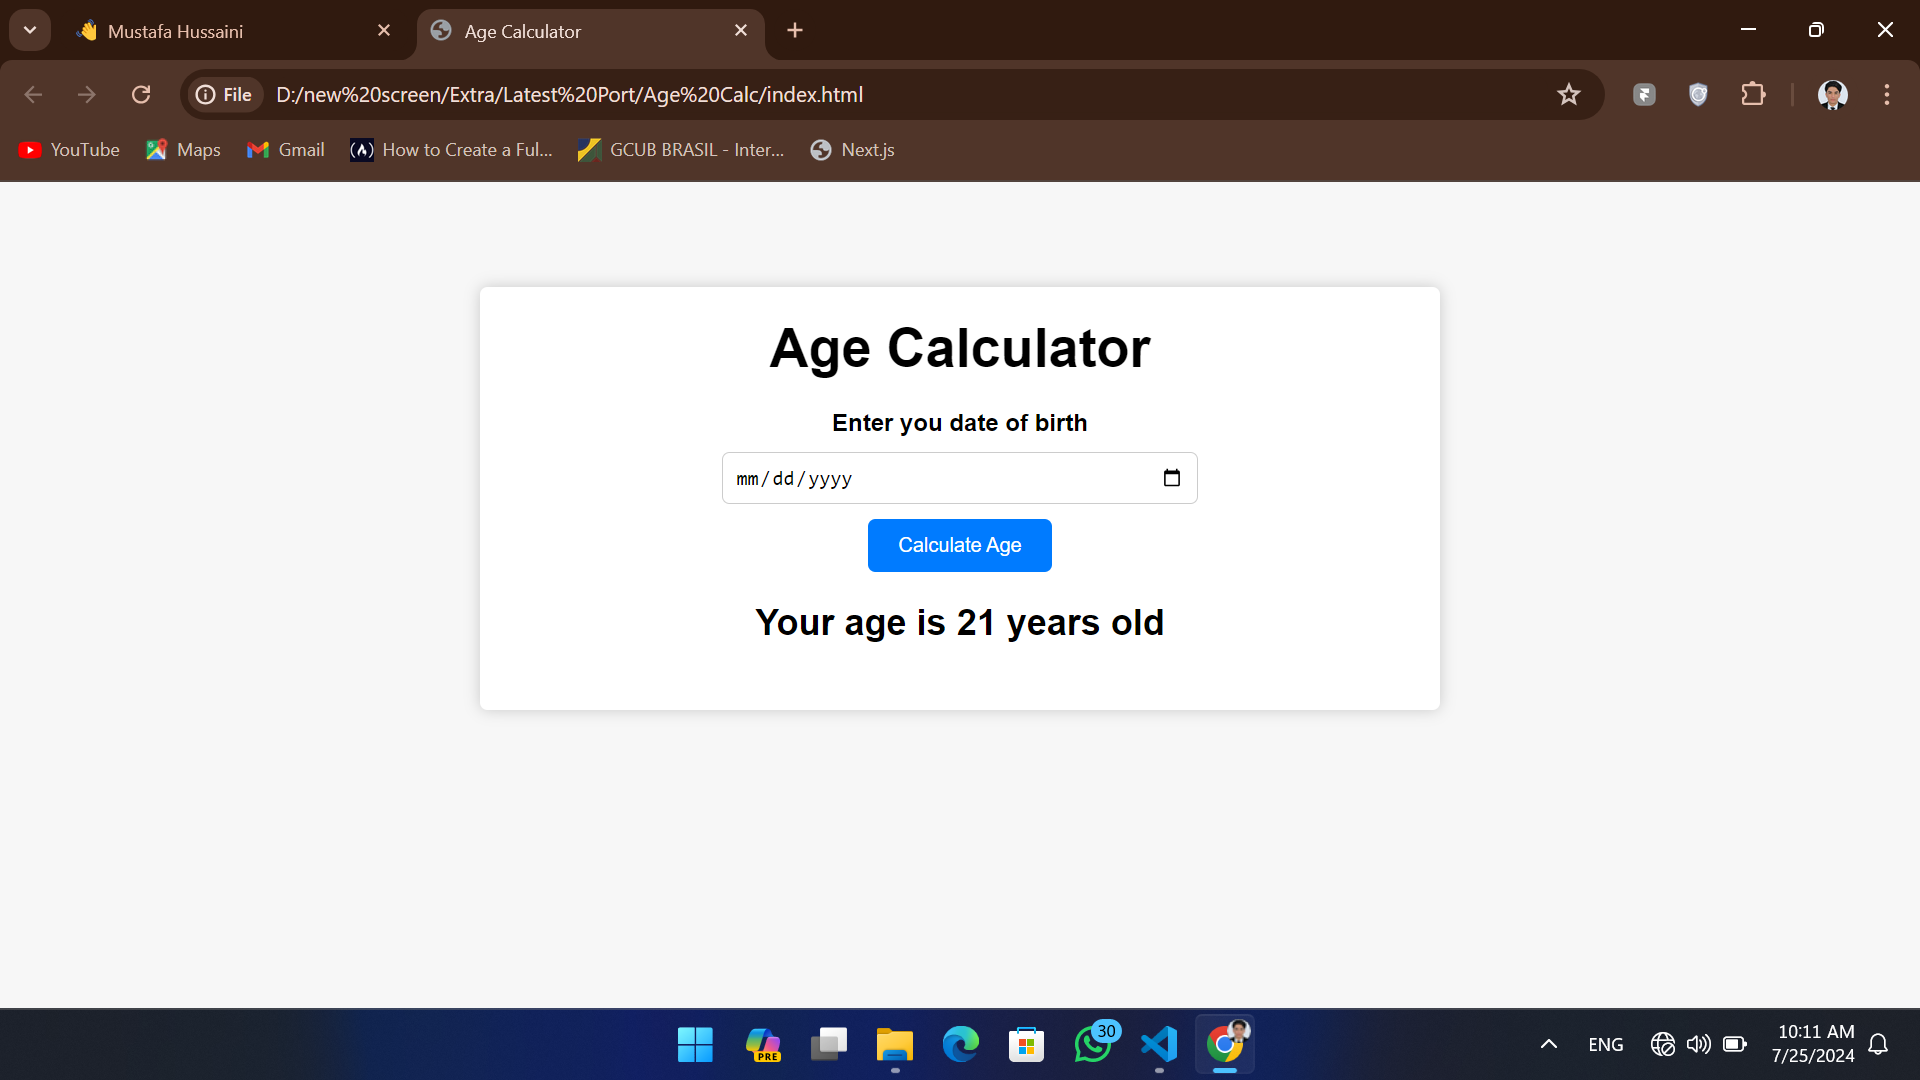 Mustafa Hussaini
Age Calculator
File
D:/new%20screen/Extra/Latest%20Port/Age%20Calc/index.html
YouTube
Maps
Gmail
How to Create a Ful...
GCUB BRASIL - Inter...
Next.js
Age Calculator
Enter you date of birth
mm/dd/yyyy
Calculate Age
Your age is 21 years old
PRE
30
ENG
10:11 AM
7/25/2024